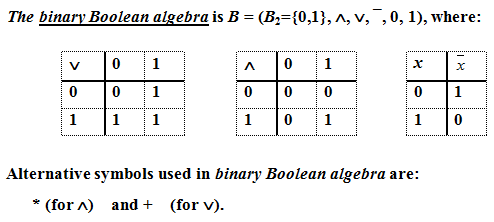 The binary Boolean algebra is B = (B₂={0,1}, ∧, ∨, ¯, 0, 1), where:
∨ 0 1
0 0 1
1 1 1
∧ 0 1
0 0 0
1 0 1
x x̄
0 1
1 0
Alternative symbols used in binary Boolean algebra are:
* (for ∧) and + (for ∨).